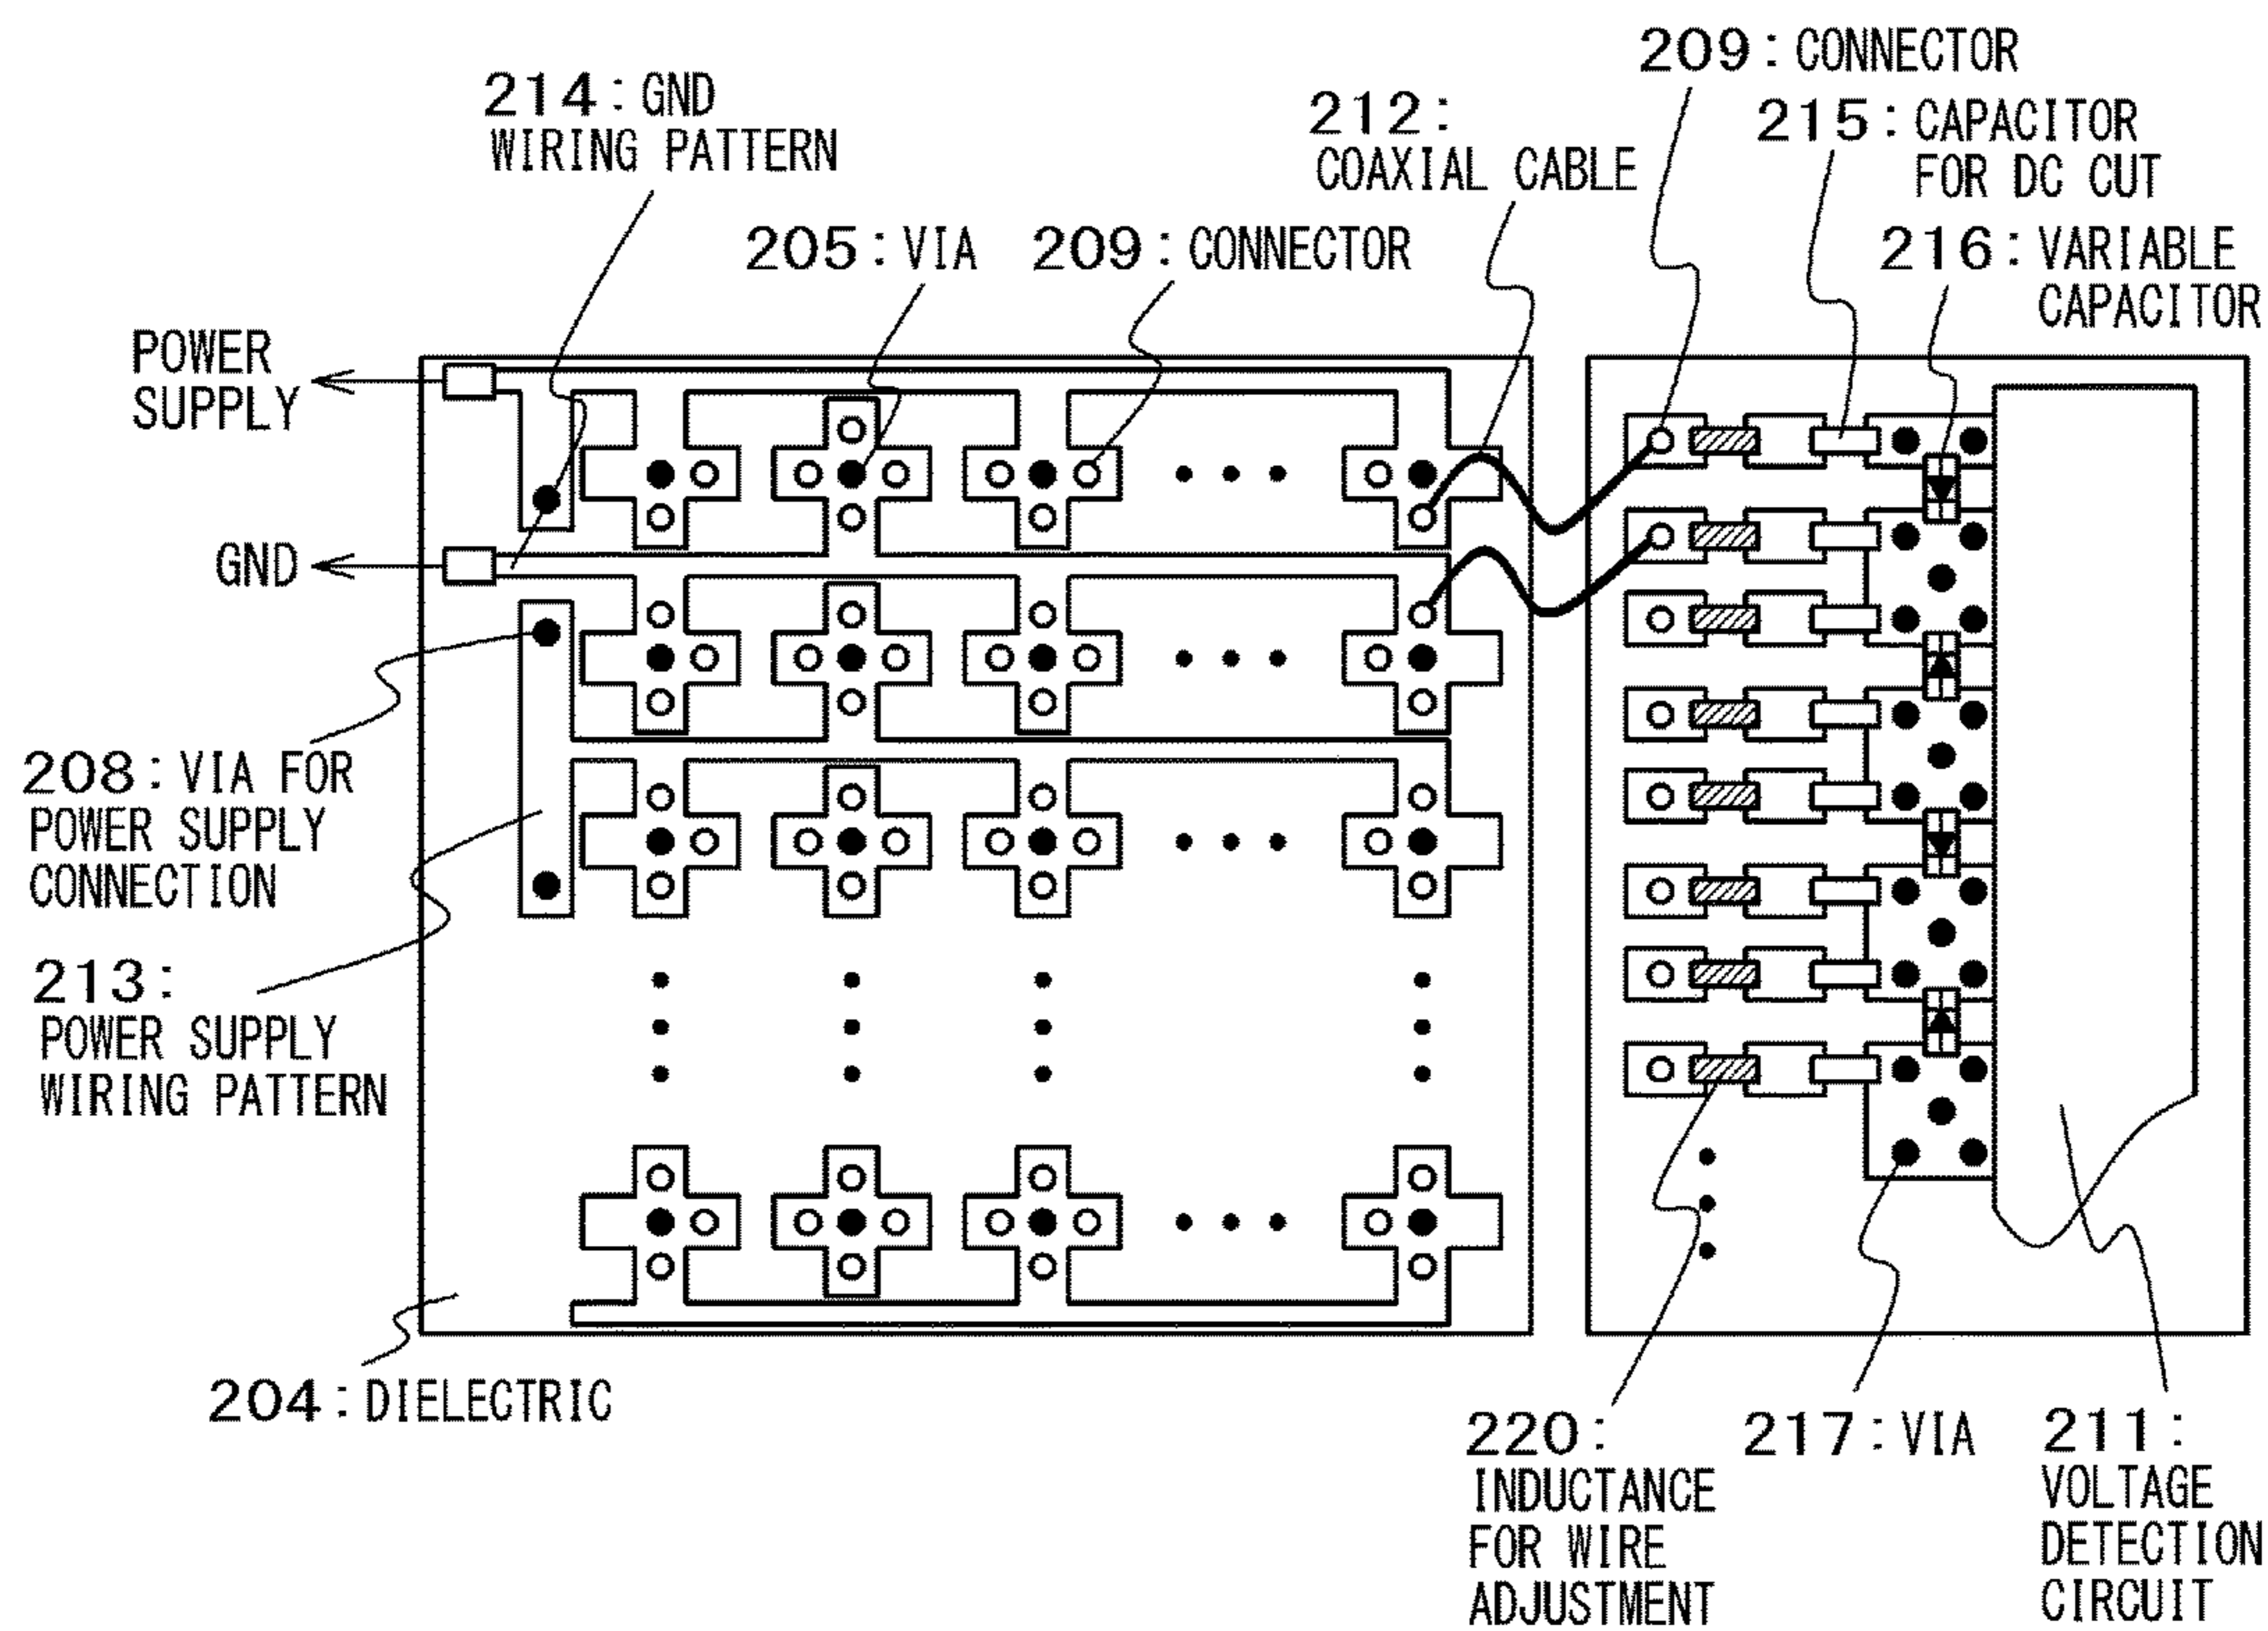 209 : CONNECTOR
214 : GND
WIRING PATTERN
212 :
COAXIAL CABLE
215 : CAPACITOR
FOR DC CUT
205 : VIA
209 : CONNECTOR
216 : VARIABLE
CAPACITOR
POWER
SUPPLY
GND
208 : VIA FOR
POWER SUPPLY
CONNECTION
213 :
POWER SUPPLY
WIRING PATTERN
204 : DIELECTRIC
220 :
INDUCTANCE
FOR WIRE
ADJUSTMENT
217 : VIA
211 :
VOLTAGE
DETECTION
CIRCUIT